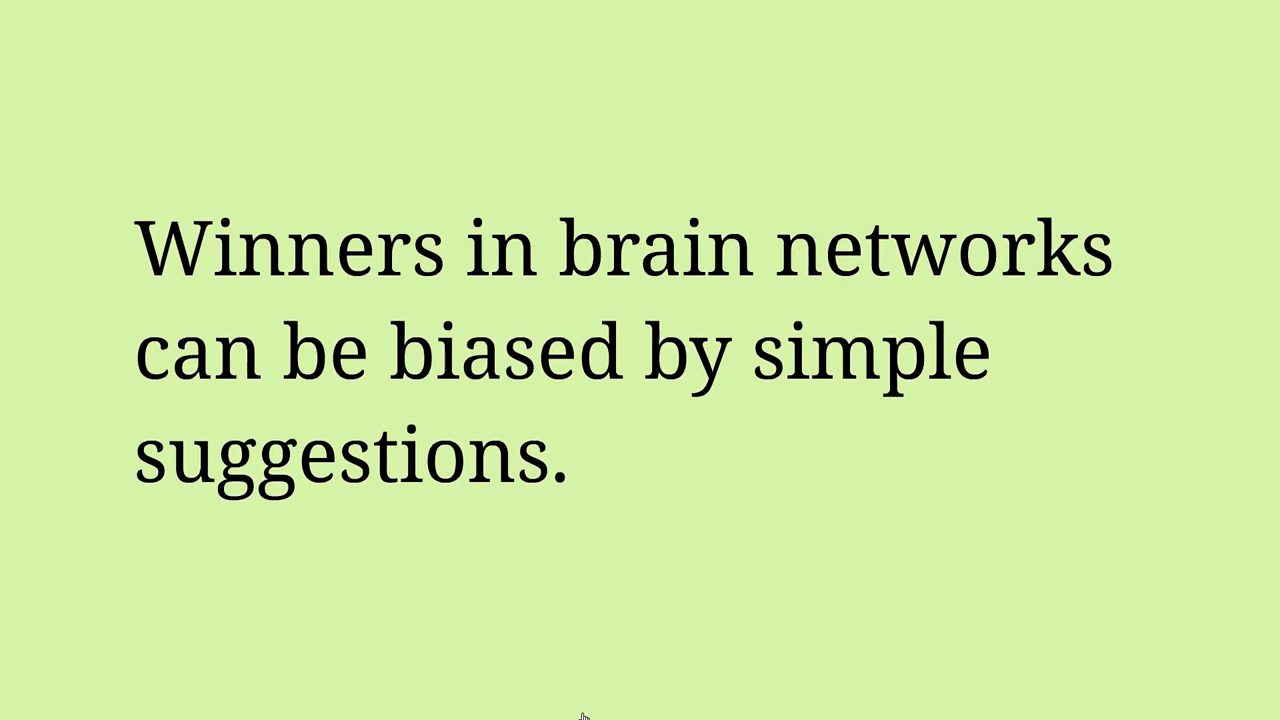 Winners in brain networks
can be biased by simple
suggestions.